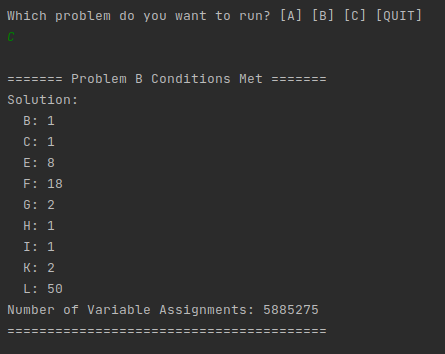 Which problem do you want to run? [A] [B] [C] [QUIT]
C
======= Problem B Conditions Met =======
Solution:
B: 1
C: 1
E: 8
F: 18
G: 2
H: 1
I: 1
K: 2
L: 50
Number of Variable Assignments: 5885275
========================================